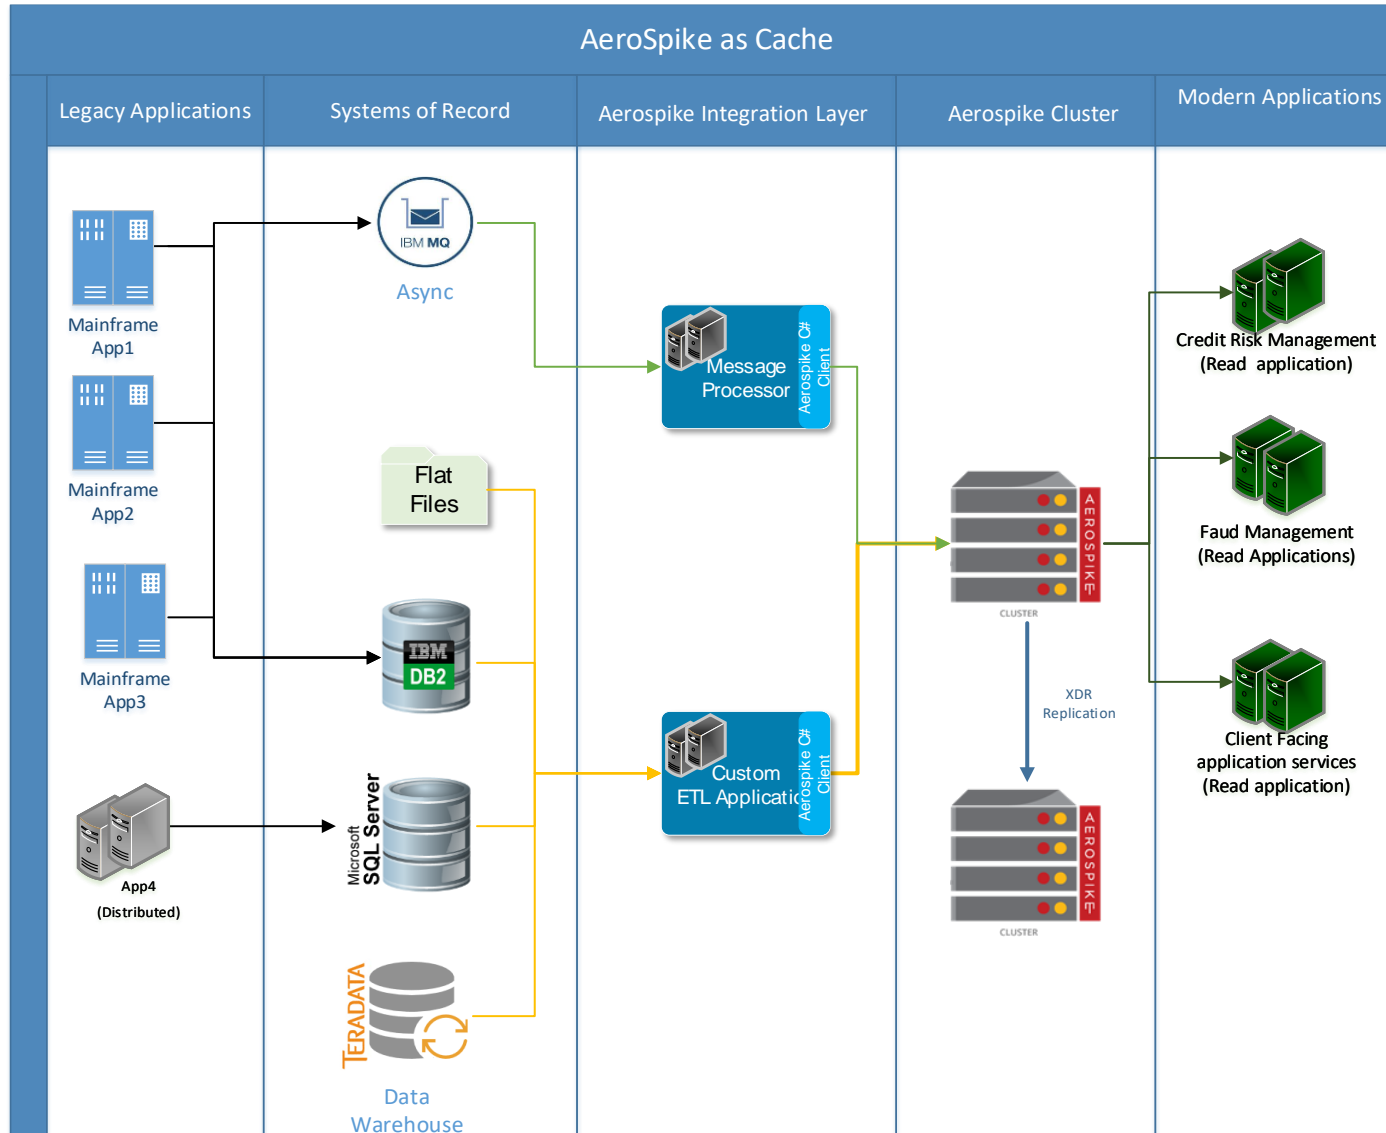 AeroSpike as Cache
Legacy Applications
Systems of Record
Aerospike Integration Layer
Aerospike Cluster
Modern Applications
Mainframe
App1
Mainframe
App2
Mainframe
App3
App4
(Distributed)
IBM MQ
Async
Flat
Files
IBM
DB2
Microsoft
SQL Server
TERADATA
Data
Warehouse
Message
Processor
Aerospike C#
Client
Custom
ETL Applicatic
Aerospike C#
Client
AEROSPIKE
CLUSTER
XDR
Replication
AEROSPIKE
CLUSTER
Credit Risk Management
(Read application)
Faud Management
(Read Applications)
Client Facing
application services
(Read application)